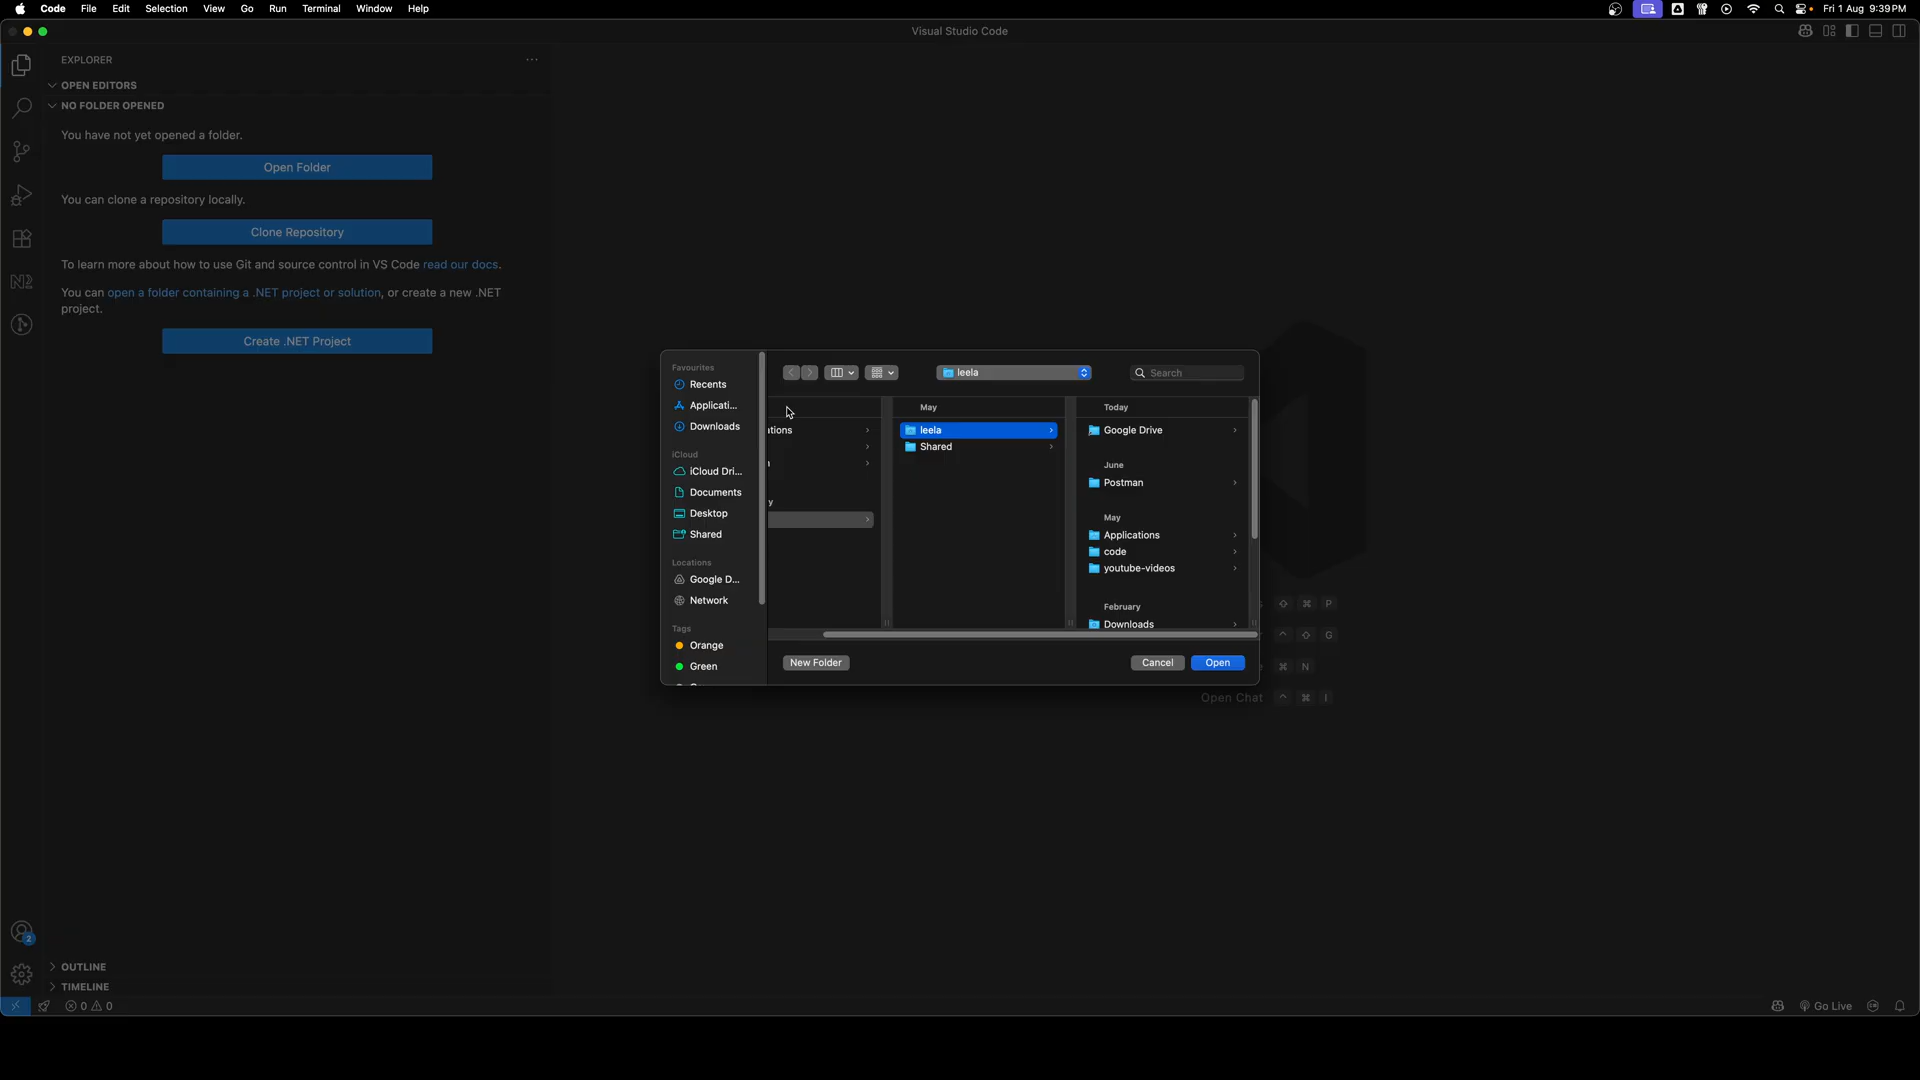 Code File Edit Selection View Go Run Terminal Window Help
Fri 1 Aug 9:39 PM
Visual Studio Code
EXPLORER
OPEN EDITORS
NO FOLDER OPENED
You have not yet opened a folder.
Open Folder
You can clone a repository locally.
Clone Repository
To learn more about how to use Git and source control in VS Code read our docs.
You can open a folder containing a .NET project or solution, or create a new .NET
project.
Create .NET Project
Favourites
Recents
Applicati...
Downloads
iCloud
iCloud Dri...
Documents
Desktop
Shared
Locations
Google D...
Network
Tags
Orange
Green
leela
Search
ations
y
May
leela
Shared
Today
Google Drive
June
Postman
May
Applications
code
youtube-videos
February
Downloads
New Folder
Cancel
Open
P
G
N
Open Chat ^ ⌘ I
2
OUTLINE
TIMELINE
0 0
Go Live